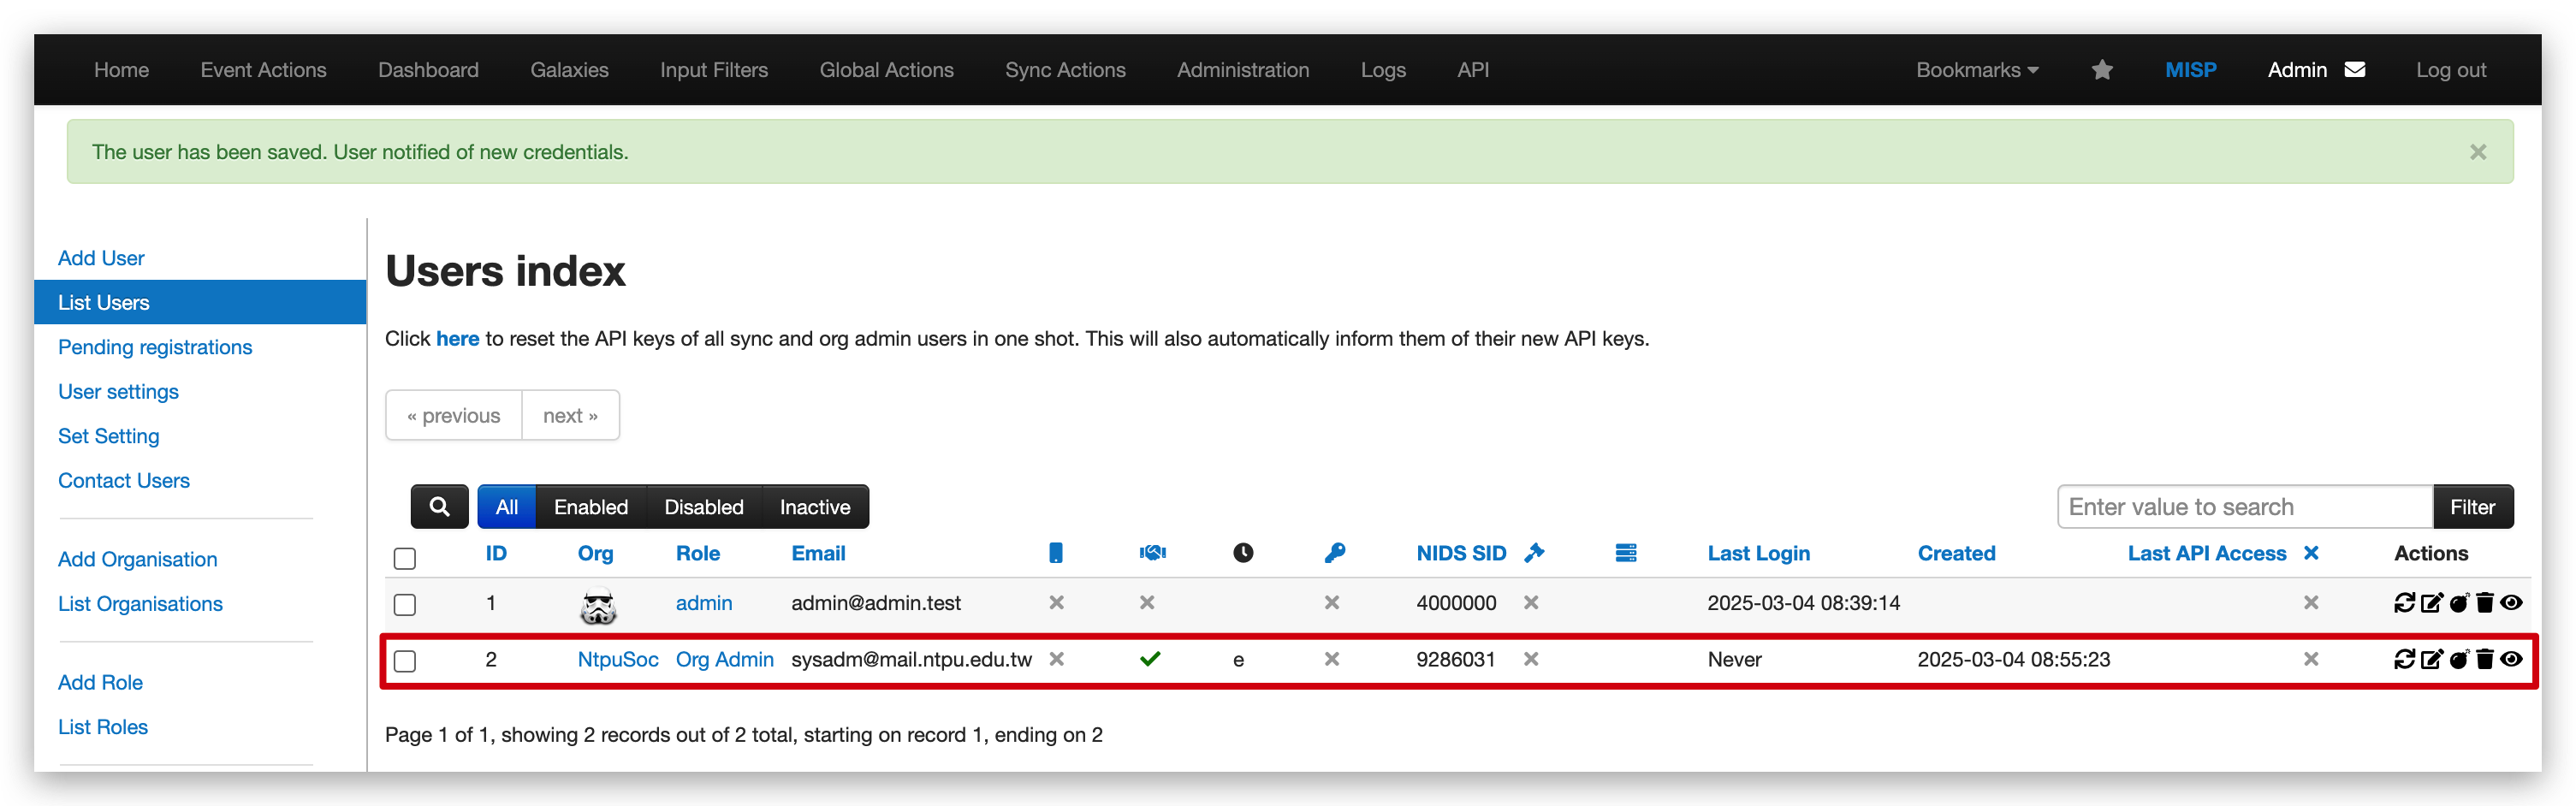 Home Event Actions Dashboard Galaxies Input Filters Global Actions Sync Actions Administration Logs API Bookmarks MISP Admin Log out
The user has been saved. User notified of new credentials. ×
Add User
List Users
Pending registrations
User settings
Set Setting
Contact Users
Add Organisation
List Organisations
Add Role
List Roles
Users index
Click here to reset the API keys of all sync and org admin users in one shot. This will also automatically inform them of their new API keys.
« previous next »
All Enabled Disabled Inactive Enter value to search Filter
ID Org Role Email NIDS SID Last Login Created Last API Access Actions
1 admin admin@admin.test 4000000 2025-03-04 08:39:14
2 NtpuSoc Org Admin sysadm@mail.ntpu.edu.tw e 9286031 Never 2025-03-04 08:55:23
Page 1 of 1, showing 2 records out of 2 total, starting on record 1, ending on 2